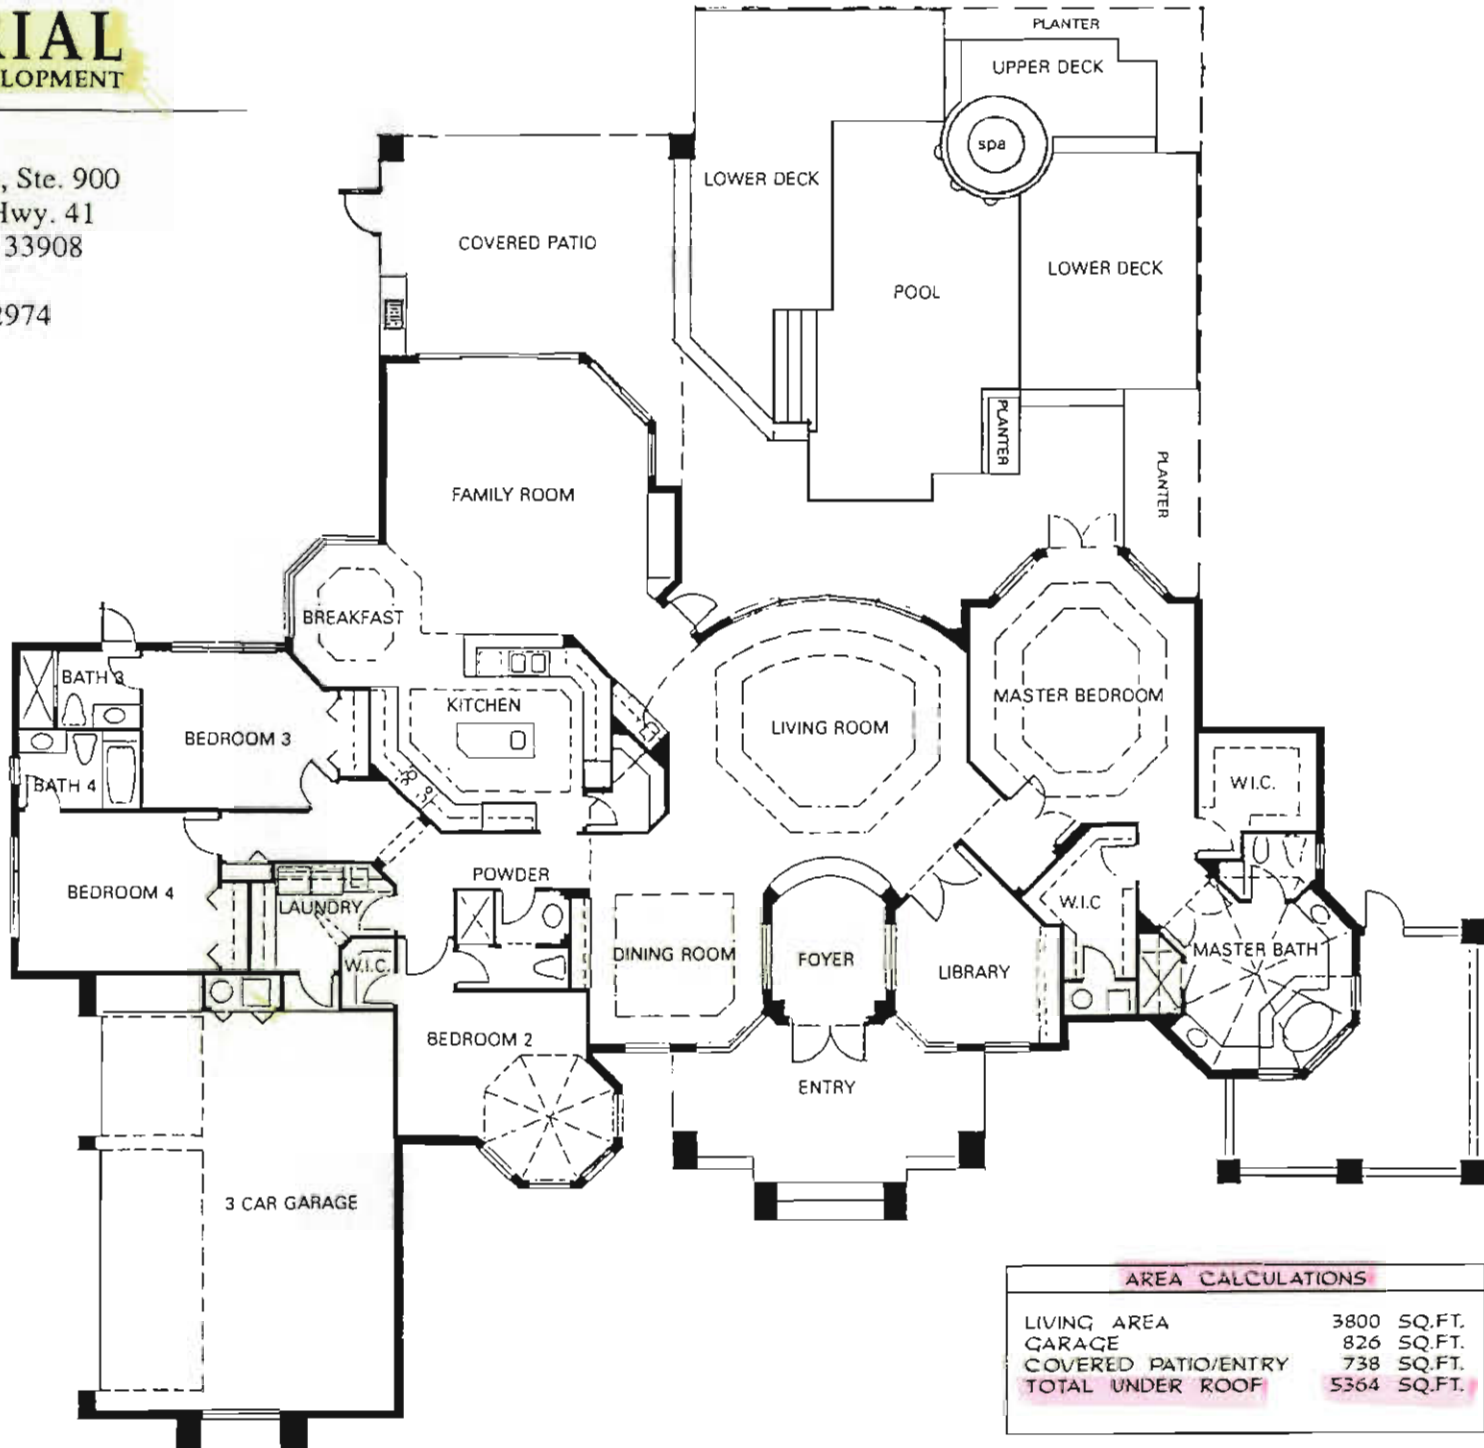 RIAL
LOPMENT
, Ste. 900
Hwy. 41
33908
2974
PLANTER
UPPER DECK
spa
LOWER DECK
COVERED PATIO
LOWER DECK
POOL
PLANTER
PLANTER
FAMILY ROOM
BREAKFAST
BATH 3
KITCHEN
MASTER BEDROOM
LIVING ROOM
BEDROOM 3
BATH 4
W.I.C.
POWDER
BEDROOM 4
LAUNDRY
W.I.C
DINING ROOM
FOYER
LIBRARY
MASTER BATH
W.I.C.
BEDROOM 2
ENTRY
3 CAR GARAGE
AREA CALCULATIONS
LIVING AREA 3800 SQ.FT.
GARAGE 826 SQ.FT.
COVERED PATIO/ENTRY 738 SQ.FT.
TOTAL UNDER ROOF 5364 SQ.FT.